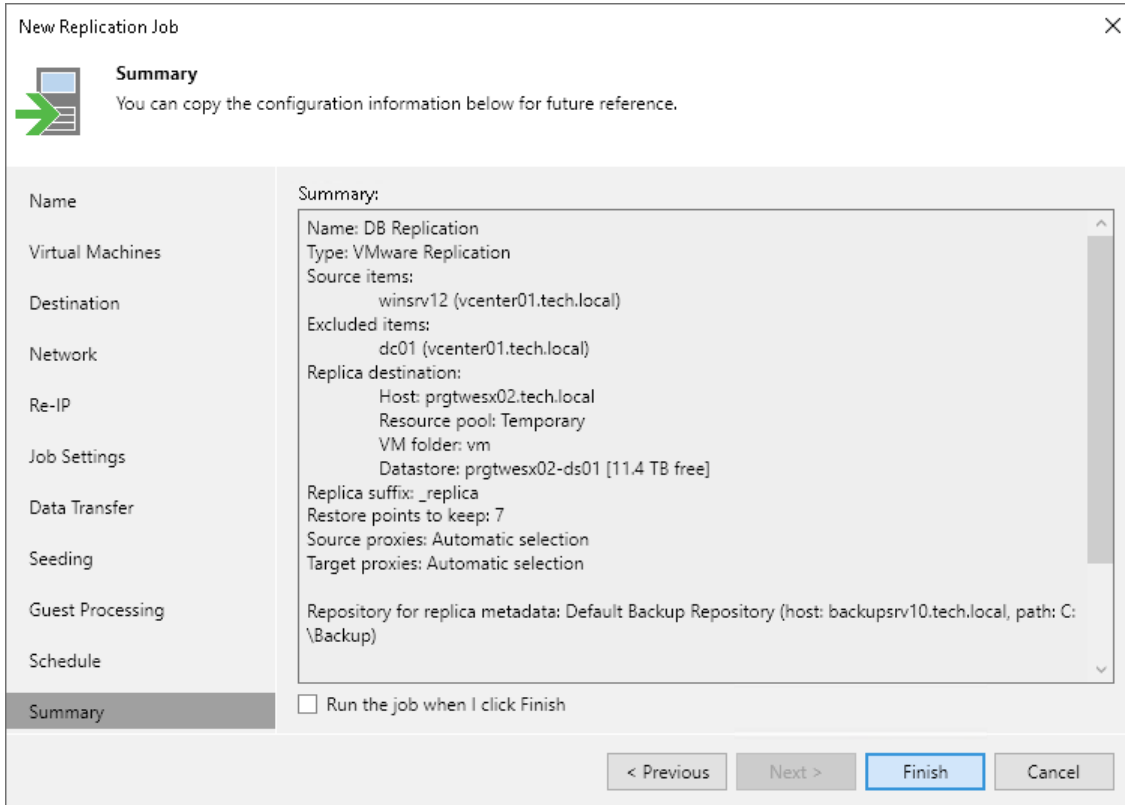 New Replication Job
Summary
You can copy the configuration information below for future reference.
Name
Virtual Machines
Destination
Network
Re-IP
Job Settings
Data Transfer
Seeding
Guest Processing
Schedule
Summary
Summary:
Name: DB Replication
Type: VMware Replication
Source items:
winsrv12 (vcenter01.tech.local)
Excluded items:
dc01 (vcenter01.tech.local)
Replica destination:
Host: prgtwesx02.tech.local
Resource pool: Temporary
VM folder: vm
Datastore: prgtwesx02-ds01 [11.4 TB free]
Replica suffix: _replica
Restore points to keep: 7
Source proxies: Automatic selection
Target proxies: Automatic selection
Repository for replica metadata: Default Backup Repository (host: backupsrv10.tech.local, path: C:
\Backup)
Run the job when I click Finish
< Previous
Next >
Finish
Cancel